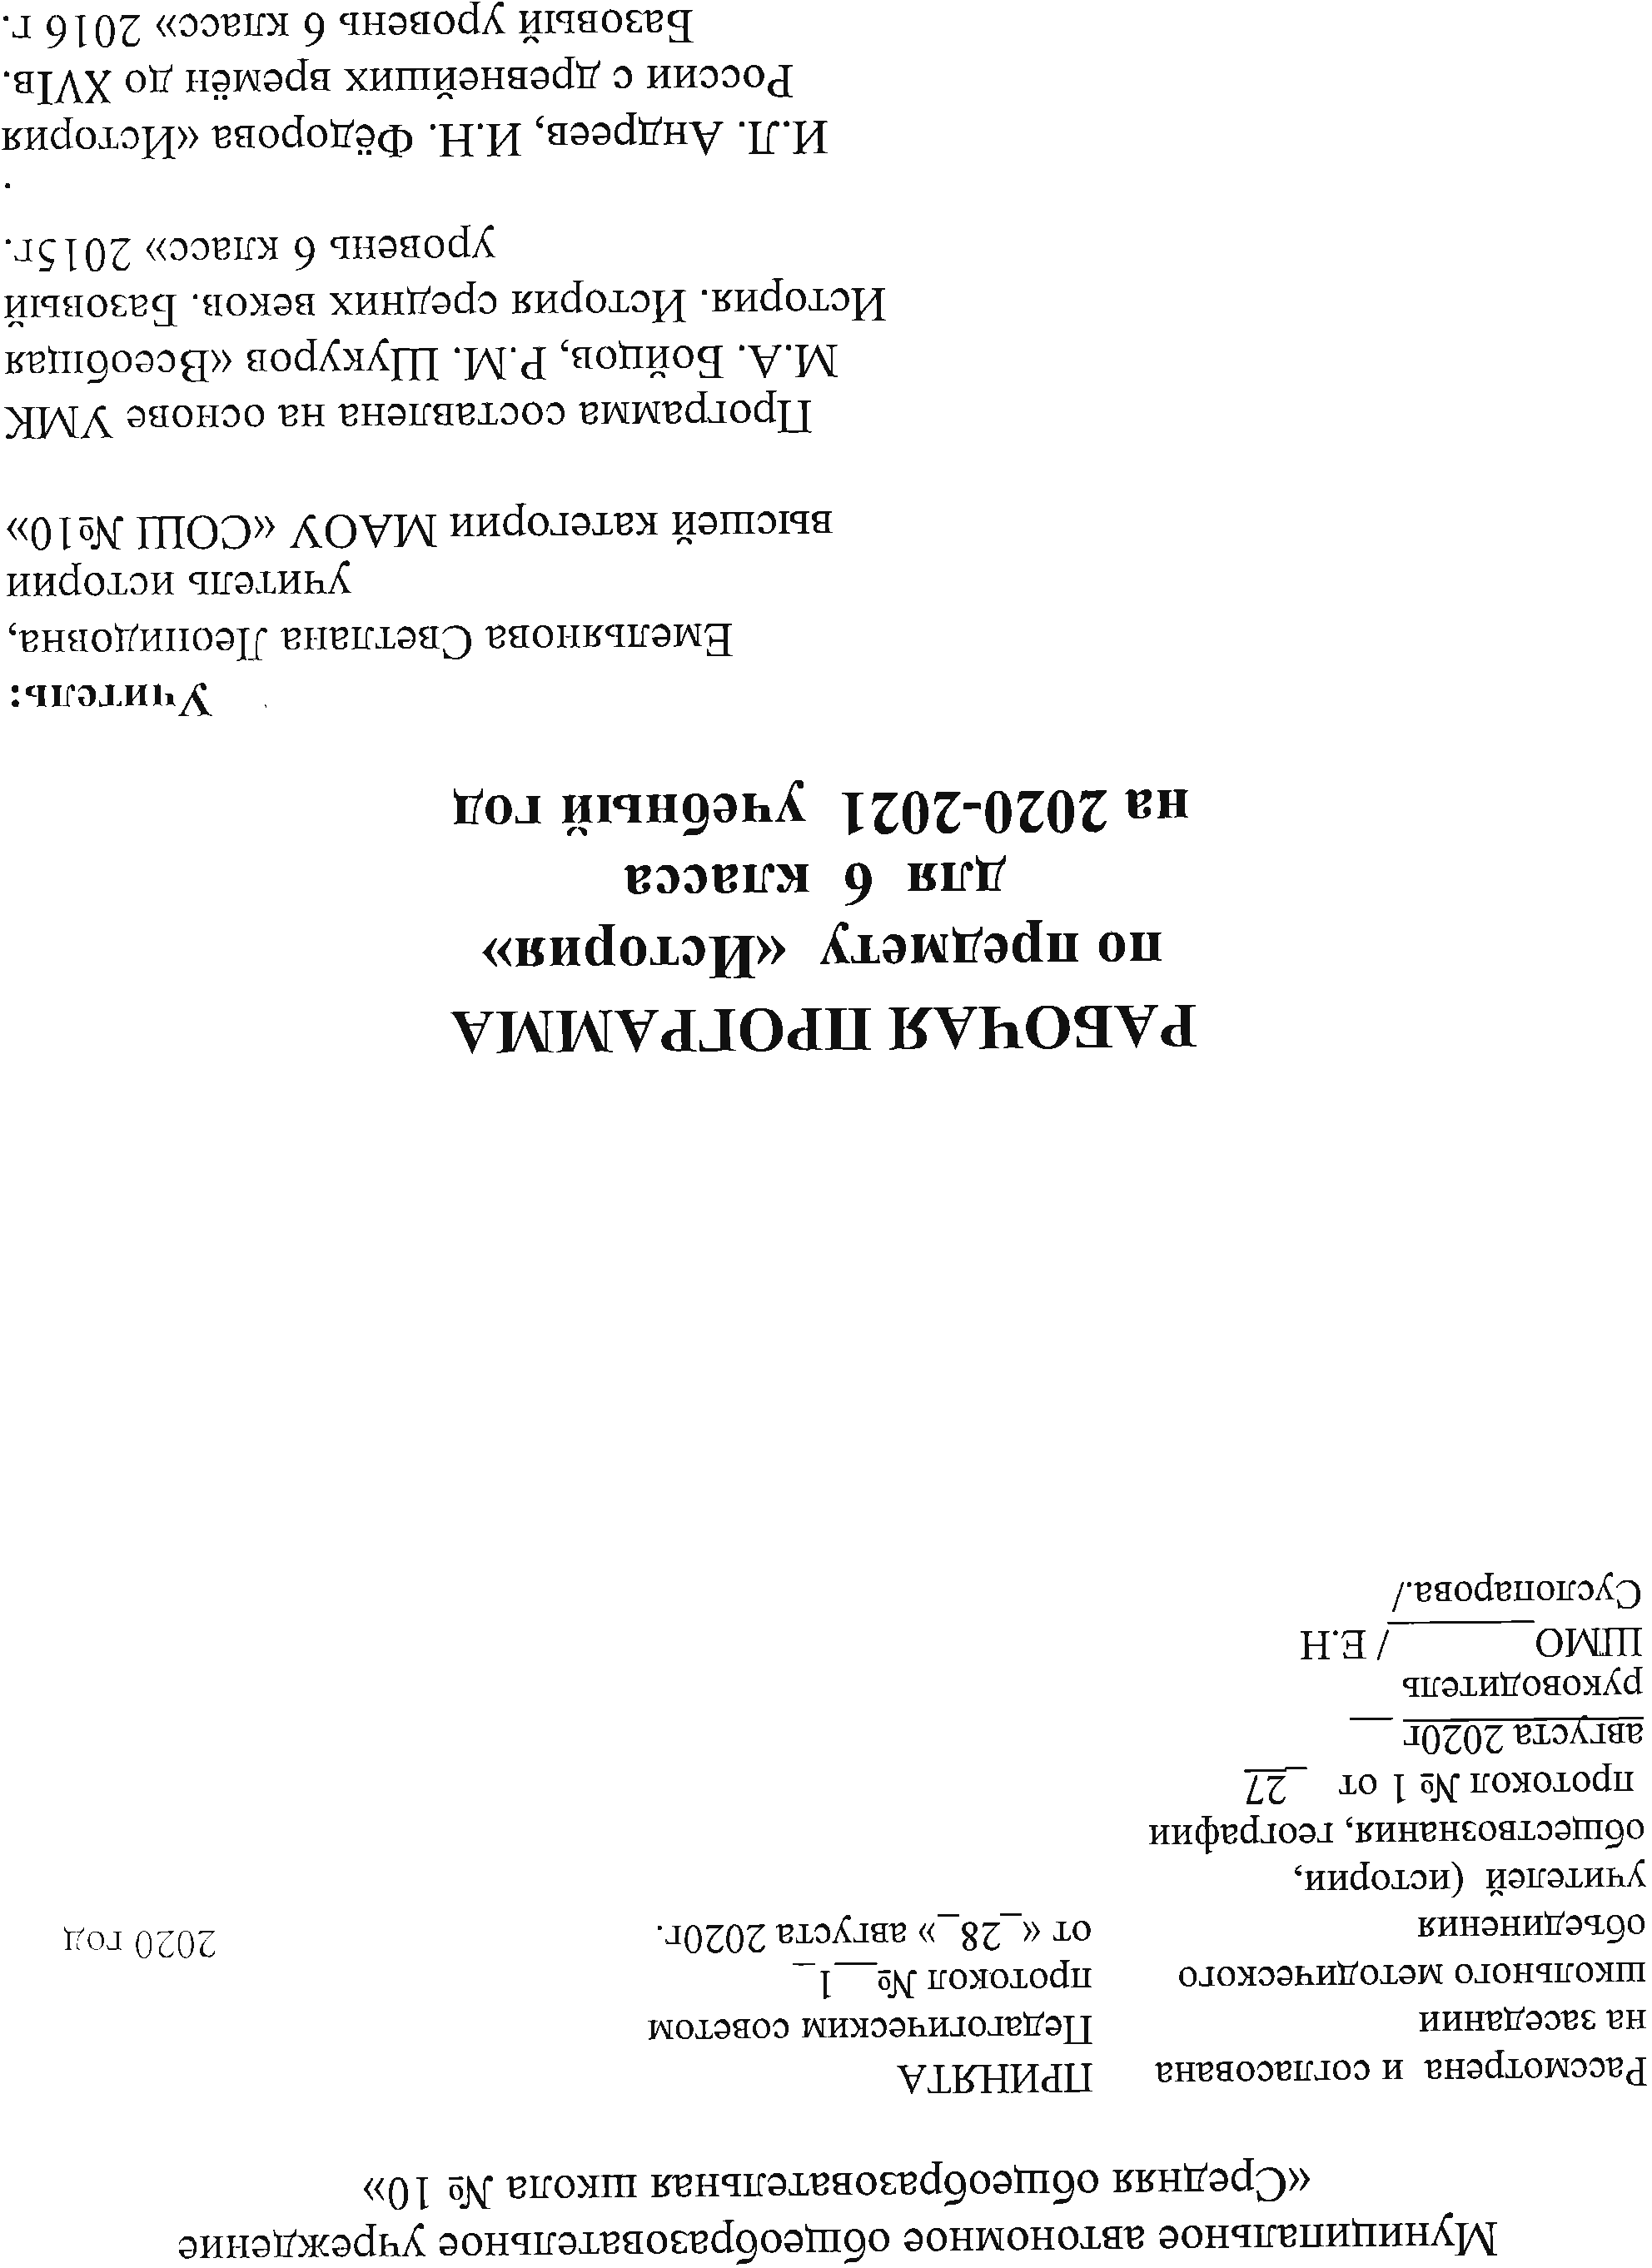 Муниципальное автономное общеобразовательное учреждение
«Средняя общеобразовательная школа № 10»
Рассмотрена и согласована
на заседании
школьного методического
объединения
учителей (истории,
обществознания, географии
протокол № 1 от _27
августа 2020г __
руководитель
ШМО_______/ Е.Н
Суслопарова./
ПРИНЯТА
Педагогическим советом
протокол №__1_
от «_28_» августа 2020г.
2020 год
РАБОЧАЯ ПРОГРАММА
по предмету «История»
для 6 класса
на 2020-2021 учебный год
Учитель:
Емельянова Светлана Леонидовна,
учитель истории
высшей категории МАОУ «СОШ №10»
Программа составлена на основе УМК
М.А. Бойцов, Р.М. Шукуров «Всеобщая
История. История средних веков. Базовый
уровень 6 класс» 2015г.
.
И.Л. Андреев, И.Н. Фёдорова «История
России с древнейших времён до XVIв.
Базовый уровень 6 класс» 2016 г.